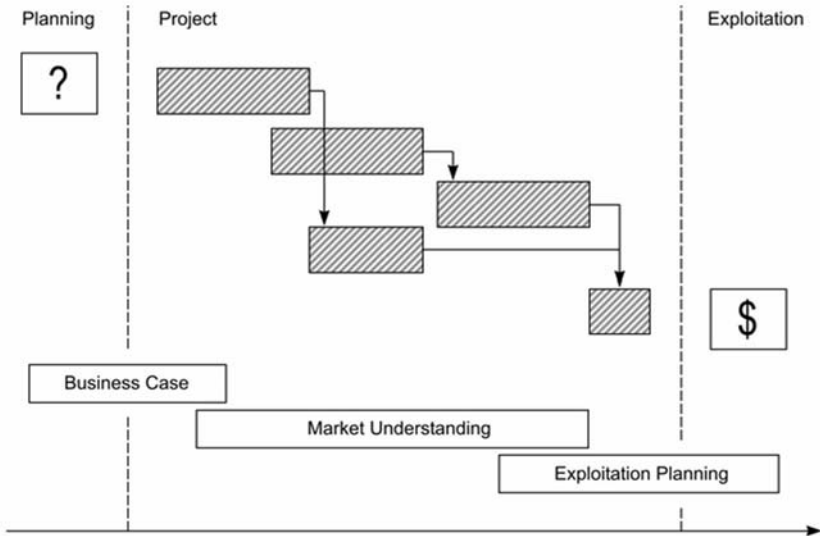 Planning
Project
Exploitation
?
$
Business Case
Market Understanding
Exploitation Planning